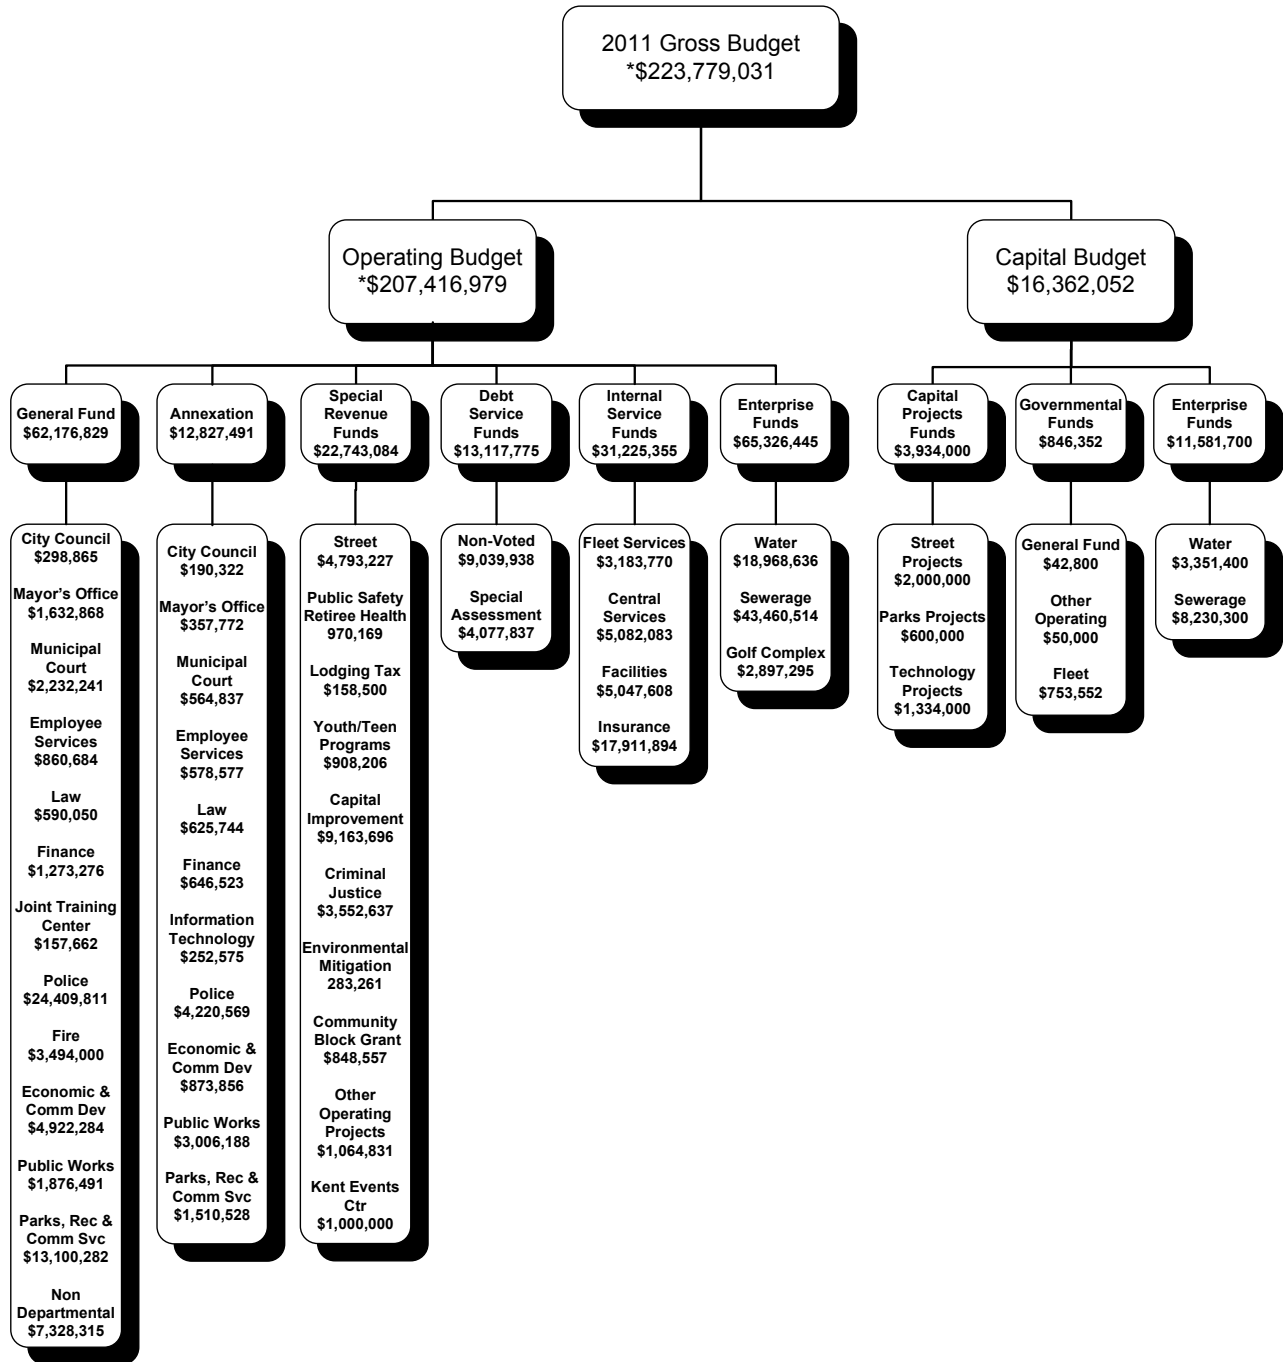 2011 Gross Budget
*$223,779,031
Operating Budget
*$207,416,979
Capital Budget
$16,362,052
General Fund
$62,176,829
Annexation
$12,827,491
Special
Revenue
Funds
$22,743,084
Debt
Service
Funds
$13,117,775
Internal
Service
Funds
$31,225,355
Enterprise
Funds
$65,326,445
Capital
Projects
Funds
$3,934,000
Governmental
Funds
$846,352
Enterprise
Funds
$11,581,700
City Council
$298,865
Mayor's Office
$1,632,868
Municipal
Court
$2,232,241
Employee
Services
$860,684
Law
$590,050
Finance
$1,273,276
Joint Training
Center
$157,662
Police
$24,409,811
Fire
$3,494,000
Economic &
Comm Dev
$4,922,284
Public Works
$1,876,491
Parks, Rec &
Comm Svc
$13,100,282
Non
Departmental
$7,328,315
City Council
$190,322
Mayor's Office
$357,772
Municipal
Court
$564,837
Employee
Services
$578,577
Law
$625,744
Finance
$646,523
Information
Technology
$252,575
Police
$4,220,569
Economic &
Comm Dev
$873,856
Public Works
$3,006,188
Parks, Rec &
Comm Svc
$1,510,528
Street
$4,793,227
Public Safety
Retiree Health
970,169
Lodging Tax
$158,500
Youth/Teen
Programs
$908,206
Capital
Improvement
$9,163,696
Criminal
Justice
$3,552,637
Environmental
Mitigation
283,261
Community
Block Grant
$848,557
Other
Operating
Projects
$1,064,831
Kent Events
Ctr
$1,000,000
Non-Voted
$9,039,938
Special
Assessment
$4,077,837
Fleet Services
$3,183,770
Central
Services
$5,082,083
Facilities
$5,047,608
Insurance
$17,911,894
Water
$18,968,636
Sewerage
$43,460,514
Golf Complex
$2,897,295
Street
Projects
$2,000,000
Parks Projects
$600,000
Technology
Projects
$1,334,000
General Fund
$42,800
Other
Operating
$50,000
Fleet
$753,552
Water
$3,351,400
Sewerage
$8,230,300